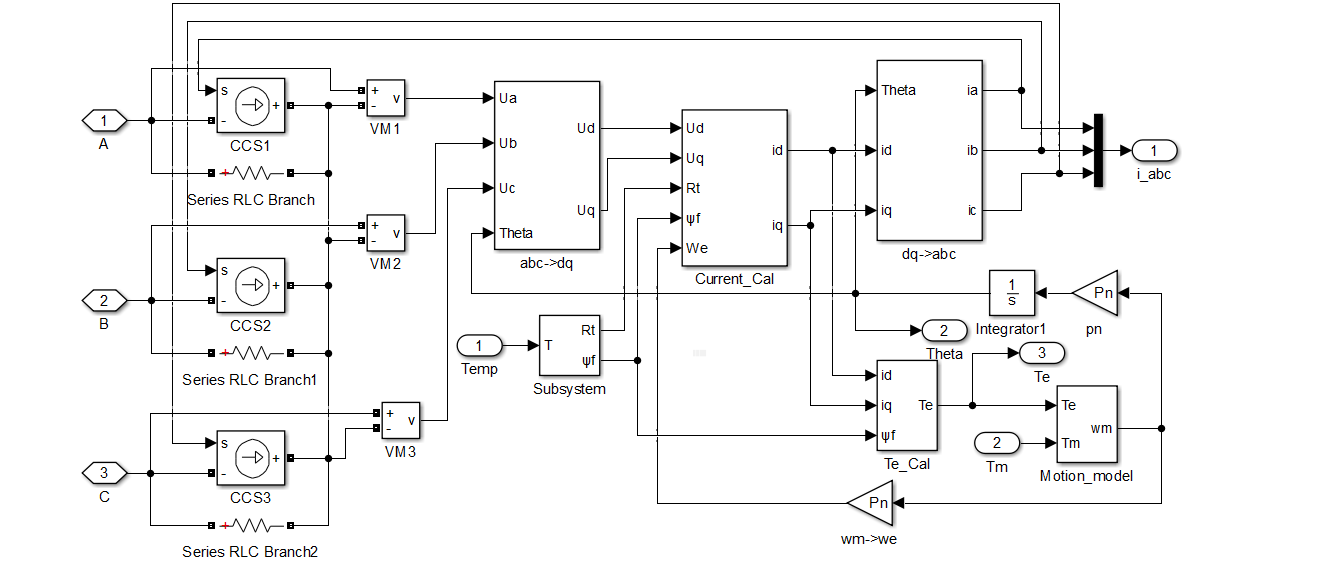 1
A
s
+
-
CCS1
+
Series RLC Branch
+
-
v
VM1
2
B
s
+
-
CCS2
+
Series RLC Branch1
+
-
v
VM2
3
C
s
+
-
CCS3
+
Series RLC Branch2
+
-
v
VM3
Ua
Ub
Uc
Theta
Ud
Uq
abc->dq
1
Temp
T
Rt
ψf
Subsystem
Ud
Uq
Rt
ψf
We
id
iq
Current_Cal
Theta
id
iq
ia
ib
ic
dq->abc
1
i_abc
1
s
Integrator1
Pn
pn
2
Theta
3
Te
id
iq
ψf
Te
Te_Cal
2
Tm
Te
Tm
wm
Motion_model
Pn
wm->we